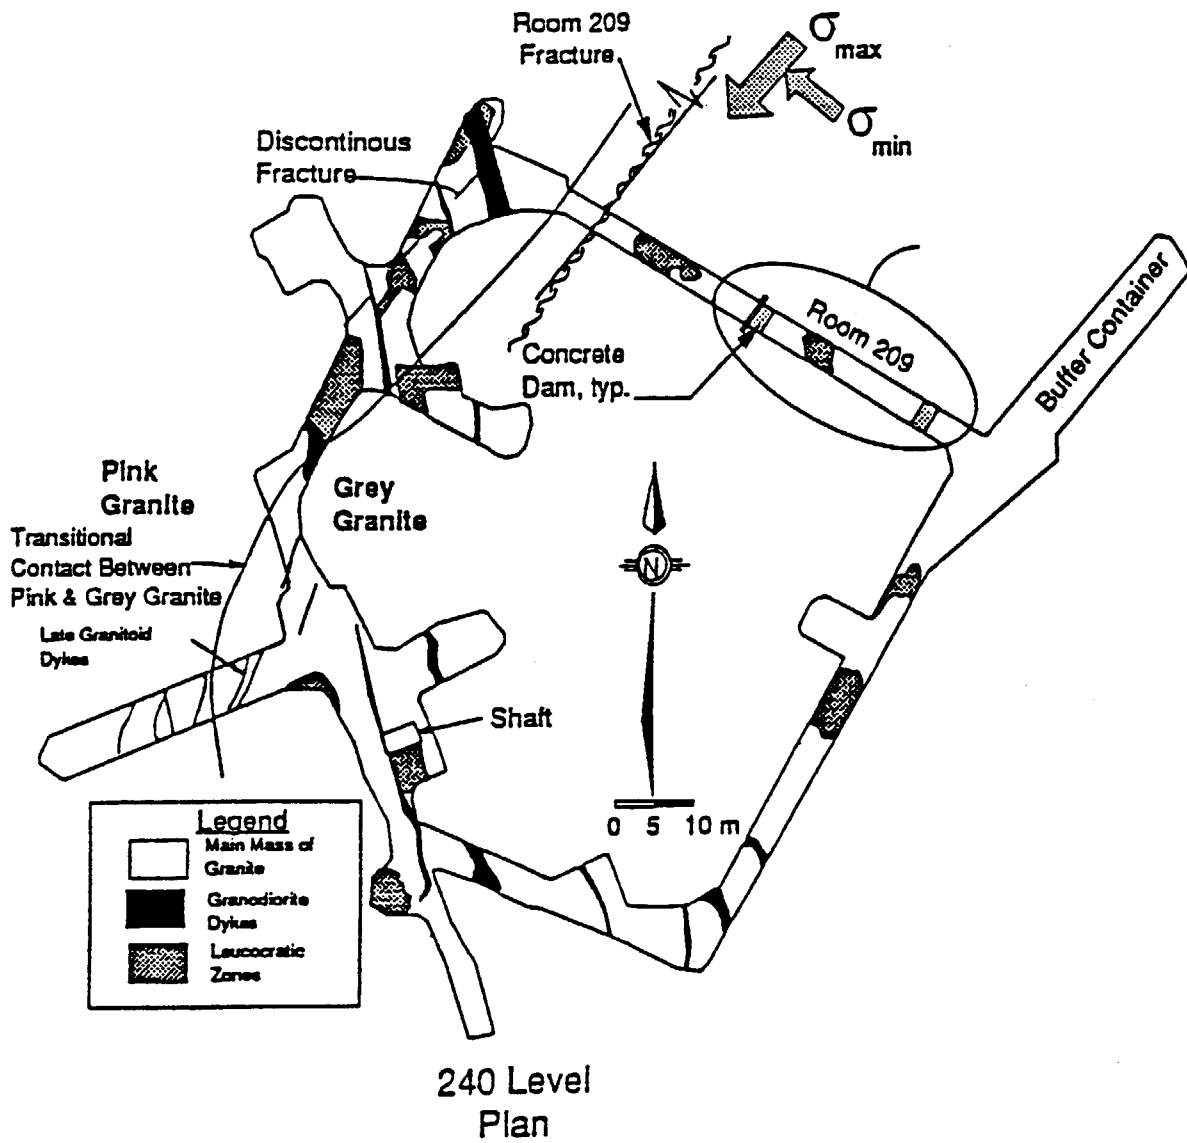 Room 209
Fracture
σ
max
σ
min
Discontinous
Fracture
Buffer Container
Room 209
Concrete
Dam, typ.
Pink
Granite
Grey
Granite
Transitional
Contact Between
Pink & Grey Granite
Late Granitoid
Dykes
N
Shaft
0 5 10 m
Legend
Main Mass of
Granite
Granodiorite
Dykes
Leucocratic
Zones
240 Level
Plan